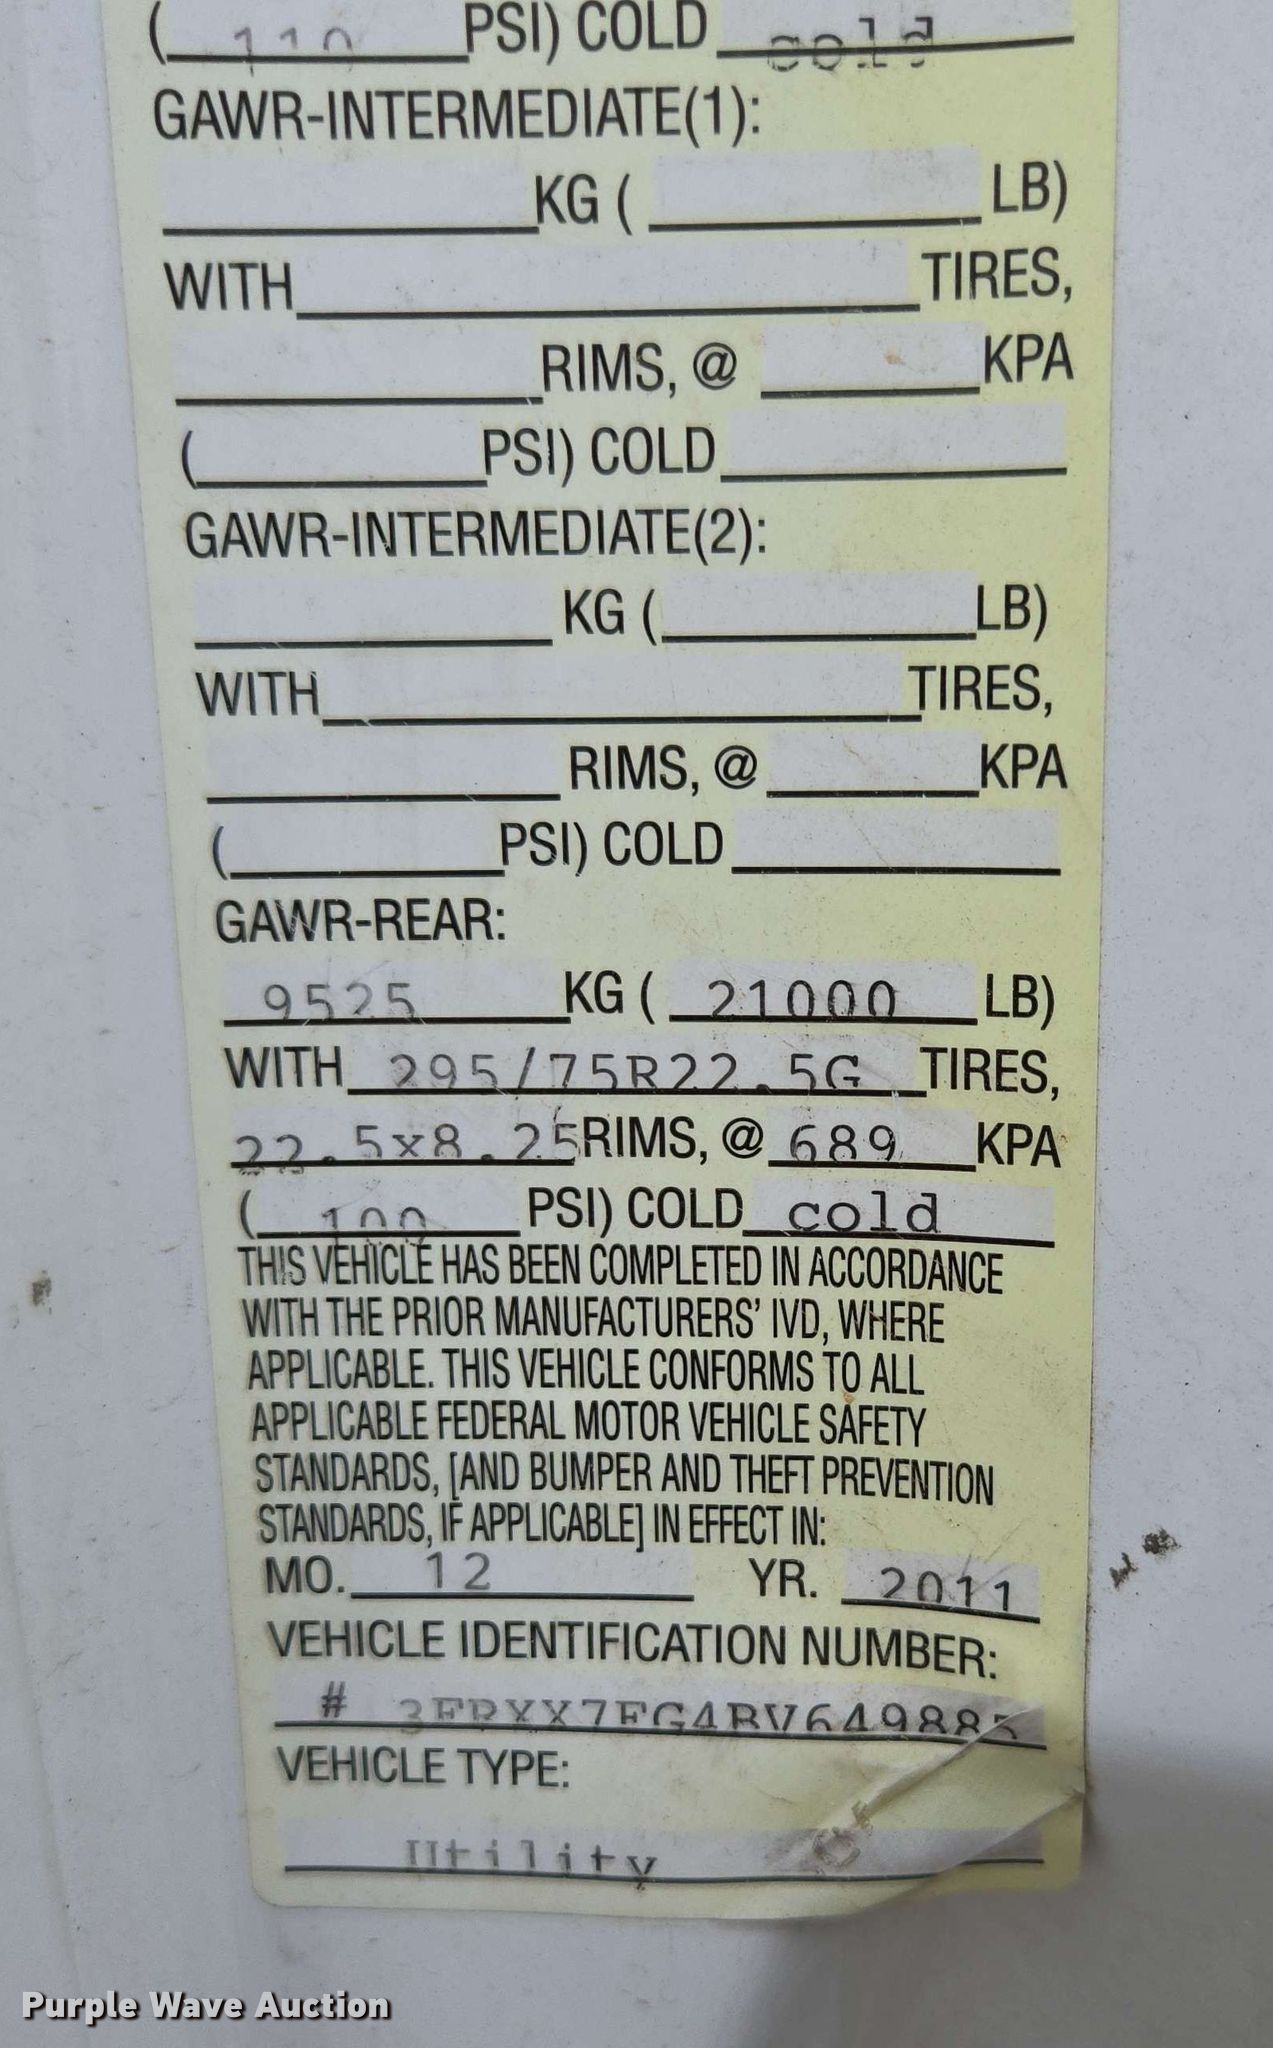 ( 110 PSI) COLD cold
GAWR-INTERMEDIATE(1):
KG ( LB)
WITH TIRES,
RIMS, @ KPA
( PSI) COLD
GAWR-INTERMEDIATE(2):
KG ( LB)
WITH TIRES,
RIMS, @ KPA
( PSI) COLD
GAWR-REAR:
9525 KG ( 21000 LB)
WITH 295/75R22.5G TIRES,
22.5x8.25 RIMS, @ 689 KPA
( 100 PSI) COLD cold
THIS VEHICLE HAS BEEN COMPLETED IN ACCORDANCE
WITH THE PRIOR MANUFACTURERS' IVD, WHERE
APPLICABLE. THIS VEHICLE CONFORMS TO ALL
APPLICABLE FEDERAL MOTOR VEHICLE SAFETY
STANDARDS, [AND BUMPER AND THEFT PREVENTION
STANDARDS, IF APPLICABLE] IN EFFECT IN:
MO. 12 YR. 2011
VEHICLE IDENTIFICATION NUMBER:
#
VEHICLE TYPE:
Utility
Purple Wave Auction